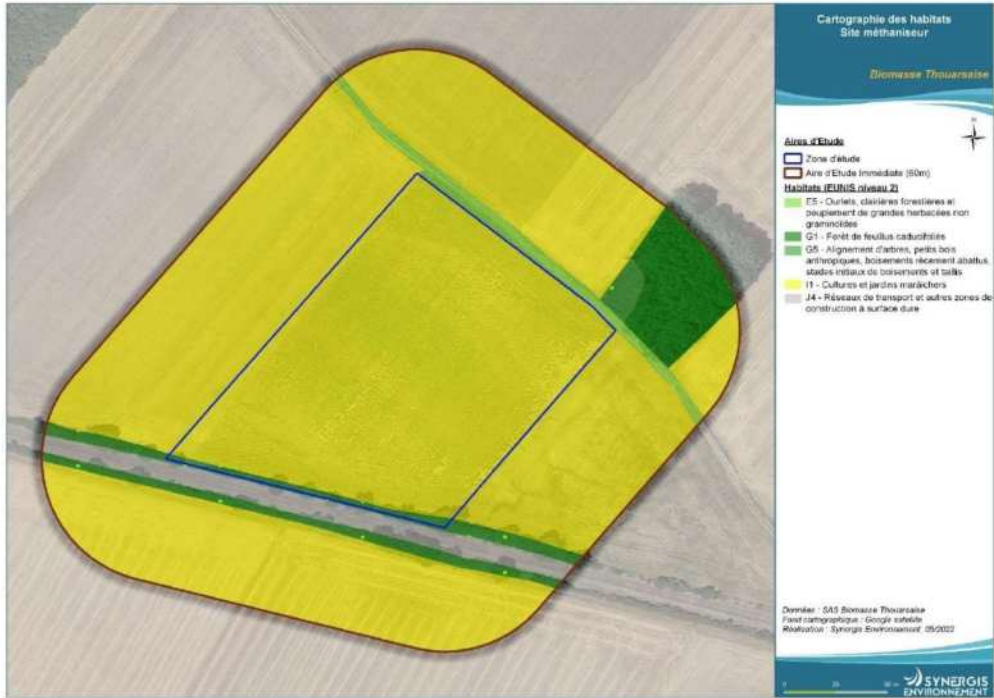 Cartographie des habitats
Site méthaniseur
Biomasse Thouarsaise
N
Aires d'Etude
Zone d'étude
Aire d'Etude Immédiate (60m)
Habitats (EUNIS niveau 2)
E5 - Ourlets, clairières forestières et
peuplement de grandes herbacées non
graminoïdes
G1 - Forêt de feuillus caducifoliés
G5 - Alignement d'arbres, petits bois
anthropiques, boisements récement abattus,
stades initiaux de boisements et taillis
I1 - Cultures et jardins maraîchers
J4 - Réseaux de transport et autres zones de
construction à surface dure
Données : SAS Biomasse Thouarsaise
Fond cartographique : Google satellite
Réalisation : Synergis Environnement 05/2022
0
SYNERGIS
ENVIRONNEMENT